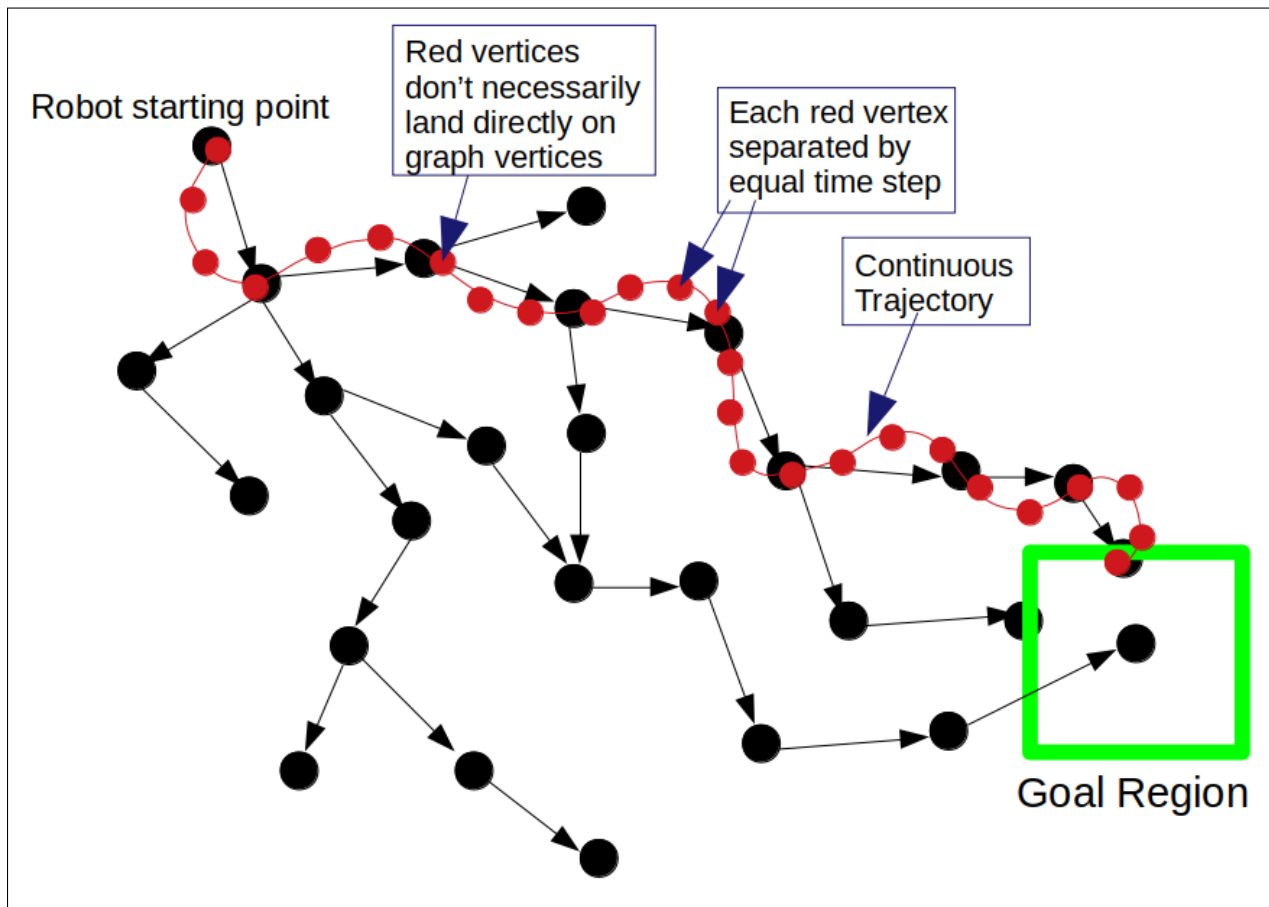 Robot starting point
Red vertices
don't necessarily
land directly on
graph vertices
Each red vertex
separated by
equal time step
Continuous
Trajectory
Goal Region